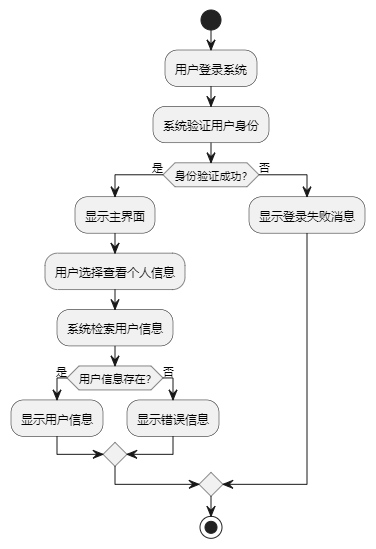 用户登录系统
系统验证用户身份
是
身份验证成功?
否
显示主界面
显示登录失败消息
用户选择查看个人信息
系统检索用户信息
是
用户信息存在?
否
显示用户信息
显示错误信息